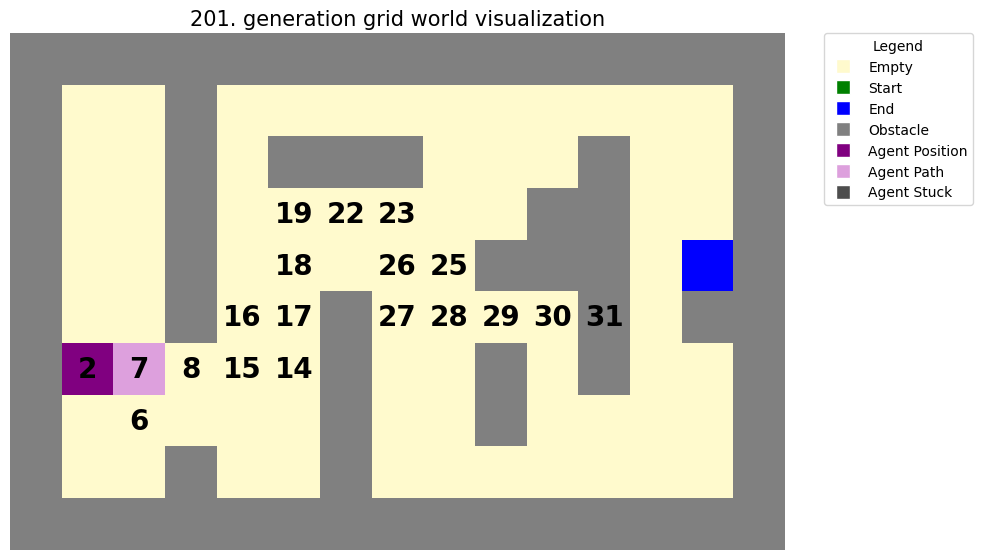 201. generation grid world visualization
Legend
Empty
Start
End
Obstacle
Agent Position
Agent Path
Agent Stuck
19 22 23
18 26 25
16 17 27 28 29 30 31
2 7 8 15 14
6